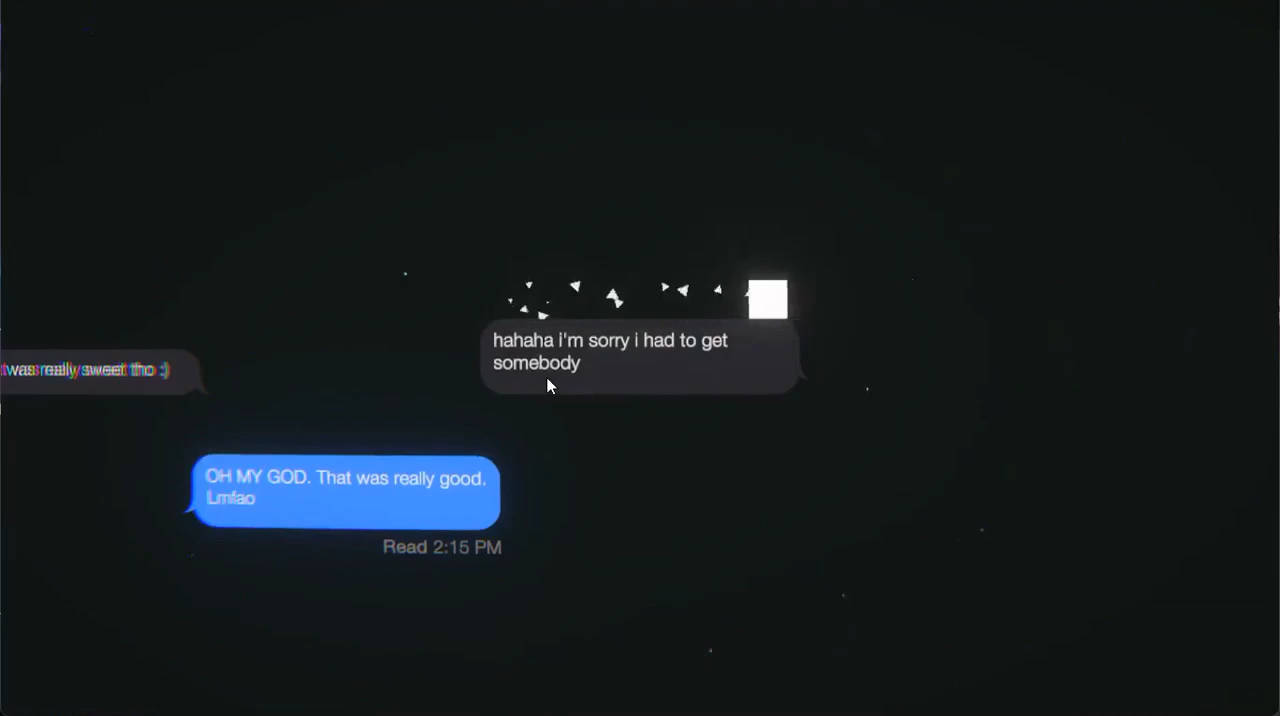 hahaha i'm sorry i had to get
somebody
was really sweet tho :)
OH MY GOD. That was really good.
Lmfao
Read 2:15 PM